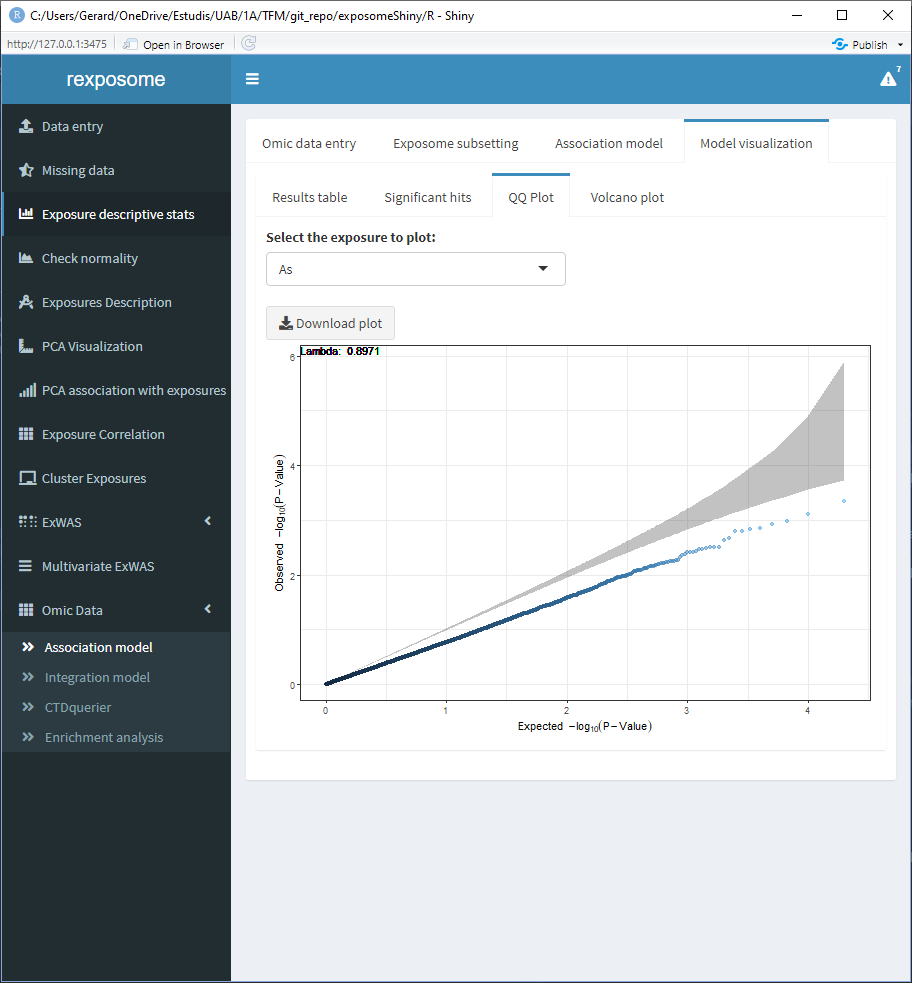 C:/Users/Gerard/OneDrive/Estudis/UAB/1A/TFM/git_repo/exposomeShiny/R - Shiny
http://127.0.0.1:3475 Open in Browser Publish
rexposome 7
Data entry
Missing data
Exposure descriptive stats
Check normality
Exposures Description
PCA Visualization
PCA association with exposures
Exposure Correlation
Cluster Exposures
ExWAS
Multivariate ExWAS
Omic Data
Association model
Integration model
CTDquerier
Enrichment analysis
Omic data entry Exposome subsetting Association model Model visualization
Results table Significant hits QQ Plot Volcano plot
Select the exposure to plot:
As
Download plot
Lambda: 0.8971
6
4
2
0
Observed −log10(P−Value)
0 1 2 3 4
Expected −log10(P−Value)